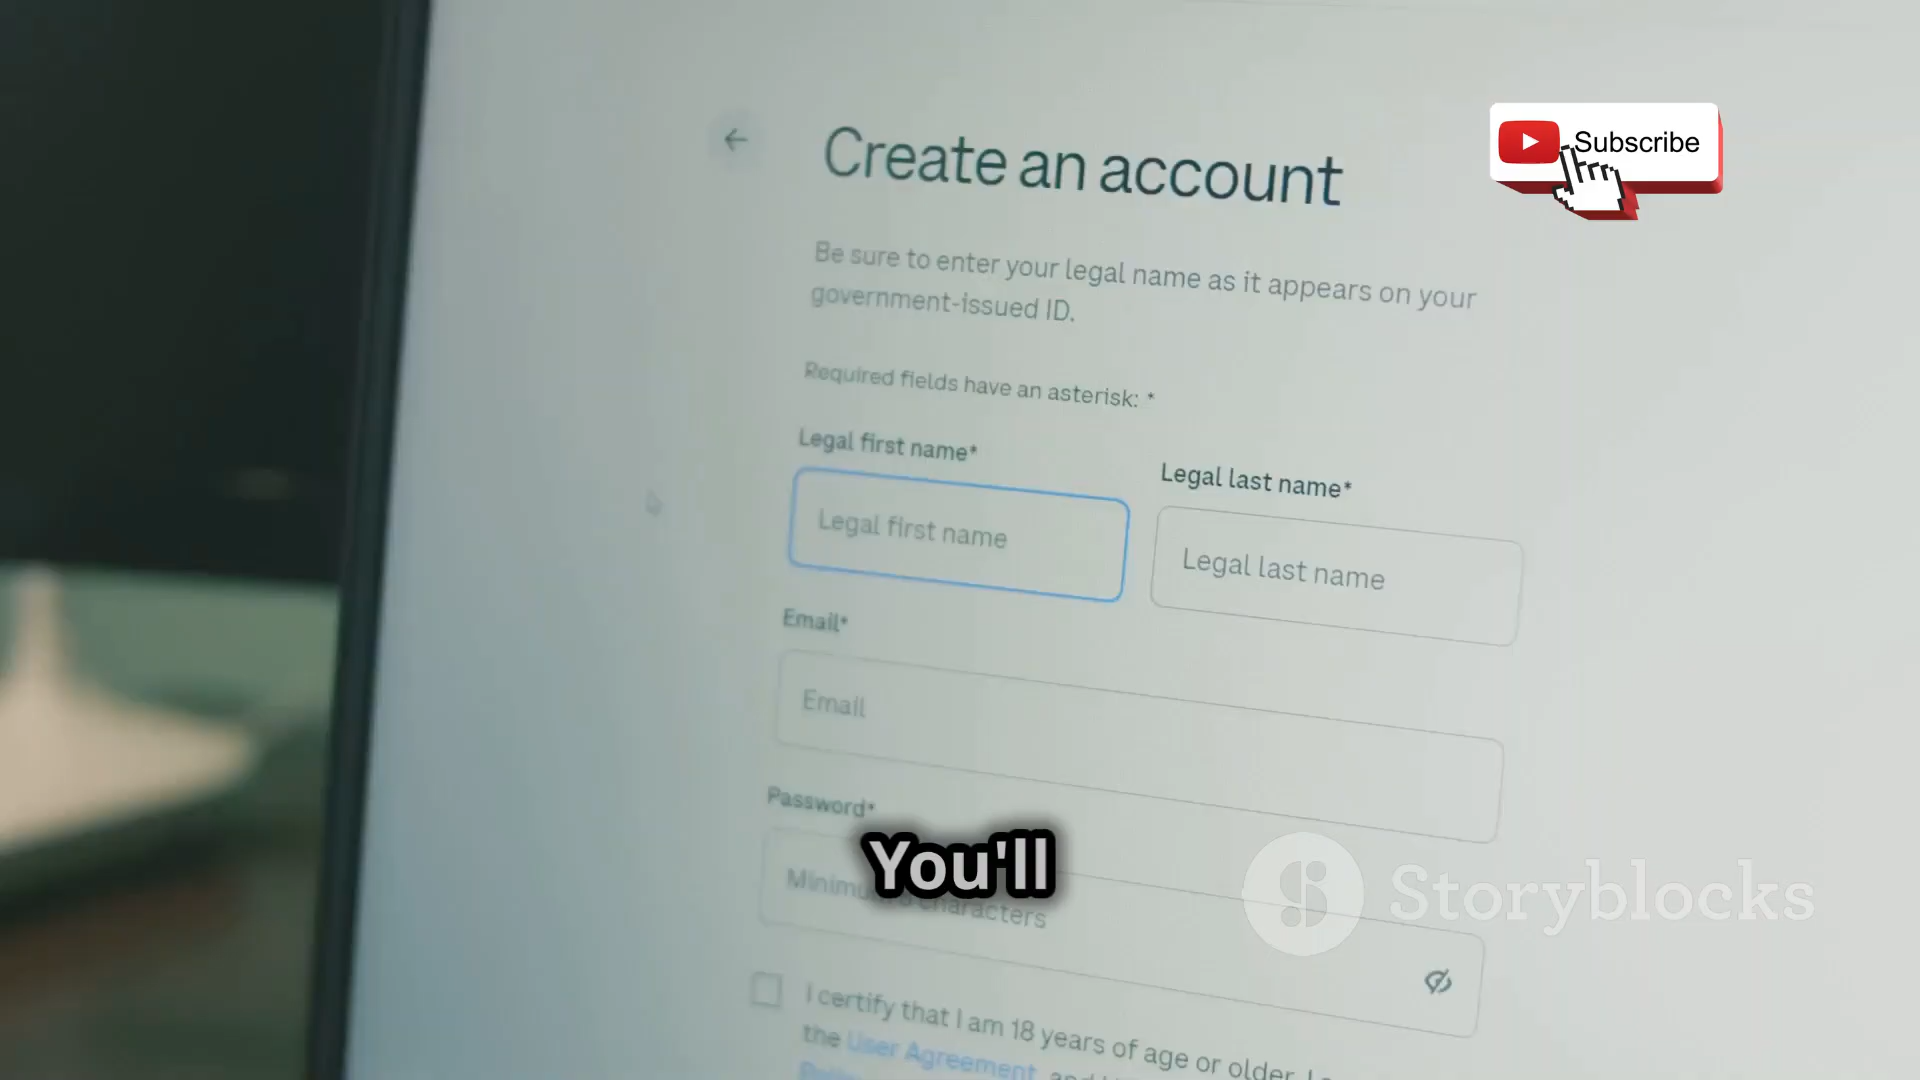 Create an account
Subscribe
Be sure to enter your legal name as it appears on your
government-issued ID.
Required fields have an asterisk: *
Legal first name*
Legal last name*
Legal first name
Legal last name
Email*
Email
Password*
You'll
characters
Storyblocks
I certify that I am 18 years of age or older, I
the User Agreement, and